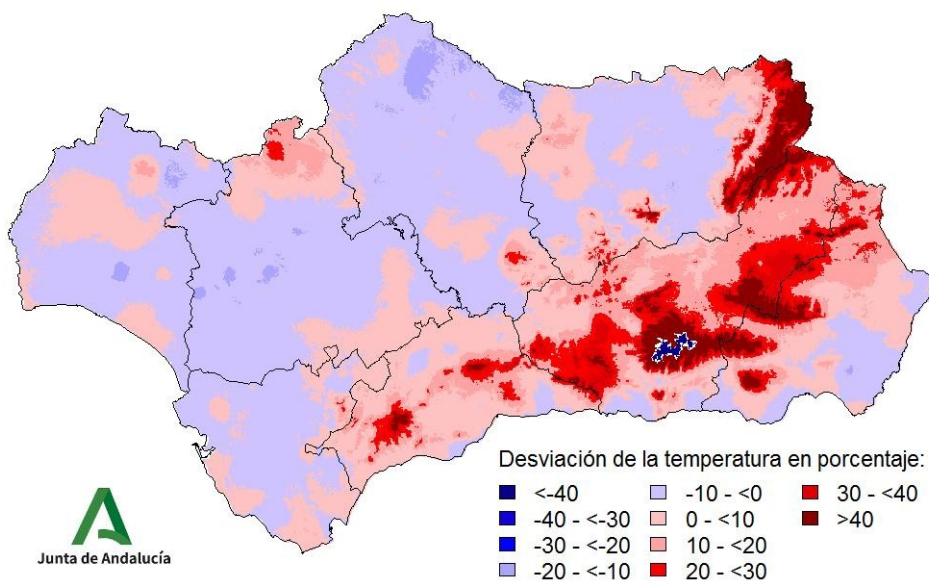 Desviación de la temperatura en porcentaje:
<-40
-40 - <-30
-30 - <-20
-20 - <-10
-10 - <0
0 - <10
10 - <20
20 - <30
30 - <40
>40
Junta de Andalucía